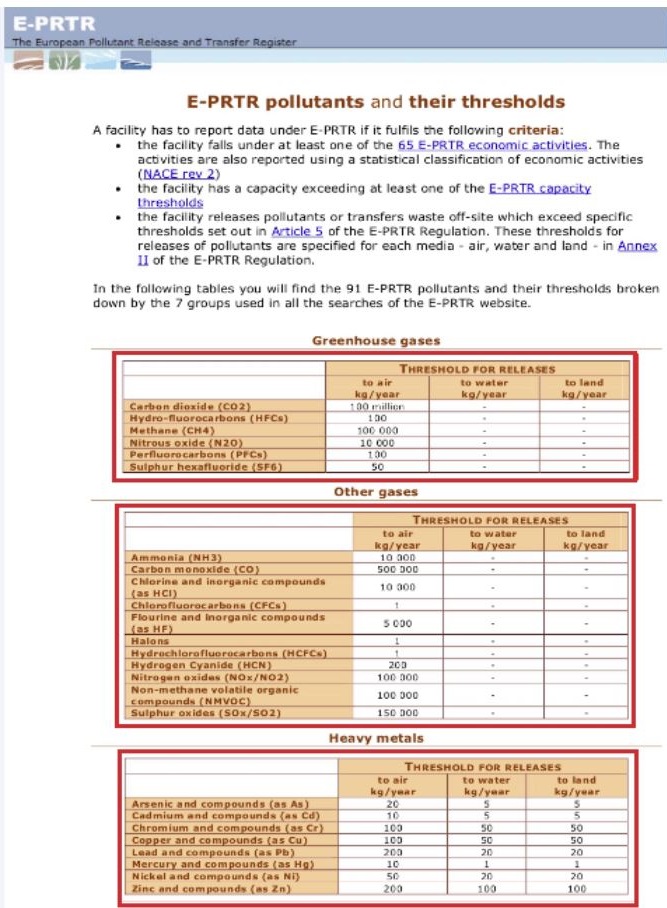 E-PRTR
The European Pollutant Release and Transfer Register
E-PRTR pollutants and their thresholds
A facility has to report data under E-PRTR if it fulfils the following criteria:
• the facility falls under at least one of the 65 E-PRTR economic activities. The
activities are also reported using a statistical classification of economic activities
(NACE rev 2)
• the facility has a capacity exceeding at least one of the E-PRTR capacity
thresholds
• the facility releases pollutants or transfers waste off-site which exceed specific
thresholds set out in Article 5 of the E-PRTR Regulation. These thresholds for
releases of pollutants are specified for each media - air, water and land - in Annex
II of the E-PRTR Regulation.
In the following tables you will find the 91 E-PRTR pollutants and their thresholds broken
down by the 7 groups used in all the searches of the E-PRTR website.
Greenhouse gases
THRESHOLD FOR RELEASES
to air to water to land
kg/year kg/year kg/year
Carbon dioxide (CO2) 100 million - -
Hydro-fluorocarbons (HFCs) 100 - -
Methane (CH4) 100 000 - -
Nitrous oxide (N2O) 10 000 - -
Perfluorocarbons (PFCs) 100 - -
Sulphur hexafluoride (SF6) 50 - -
Other gases
THRESHOLD FOR RELEASES
to air to water to land
kg/year kg/year kg/year
Ammonia (NH3) 10 000 - -
Carbon monoxide (CO) 500 000 - -
Chlorine and inorganic compounds
(as HCl) 10 000 - -
Chlorofluorocarbons (CFCs) 1 - -
Flourine and inorganic compounds
(as HF) 5 000 - -
Halons 1 - -
Hydrochlorofluorocarbons (HCFCs) 1 - -
Hydrogen Cyanide (HCN) 200 - -
Nitrogen oxides (NOx/NO2) 100 000 - -
Non-methane volatile organic
compounds (NMVOC) 100 000 - -
Sulphur oxides (SOx/SO2) 150 000 - -
Heavy metals
THRESHOLD FOR RELEASES
to air to water to land
kg/year kg/year kg/year
Arsenic and compounds (as As) 20 5 5
Cadmium and compounds (as Cd) 10 5 5
Chromium and compounds (as Cr) 100 50 50
Copper and compounds (as Cu) 100 50 50
Lead and compounds (as Pb) 200 20 20
Mercury and compounds (as Hg) 10 1 1
Nickel and compounds (as Ni) 50 20 20
Zinc and compounds (as Zn) 200 100 100